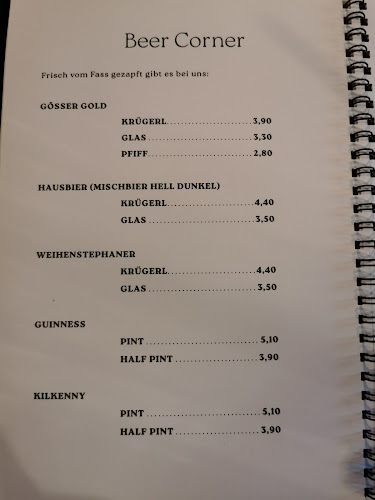 Beer Corner
Frisch vom Fass gezapft gibt es bei uns:
GÖSSER GOLD
KRÜGERL..............................3,90
GLAS......................................3,30
PFIFF.....................................2,80
HAUSBIER (MISCHBIER HELL DUNKEL)
KRÜGERL..............................4,40
GLAS......................................3,50
WEIHENSTEPHANER
KRÜGERL..............................4,40
GLAS......................................3,50
GUINNESS
PINT.......................................5,10
HALF PINT............................3,90
KILKENNY
PINT.......................................5,10
HALF PINT............................3,90